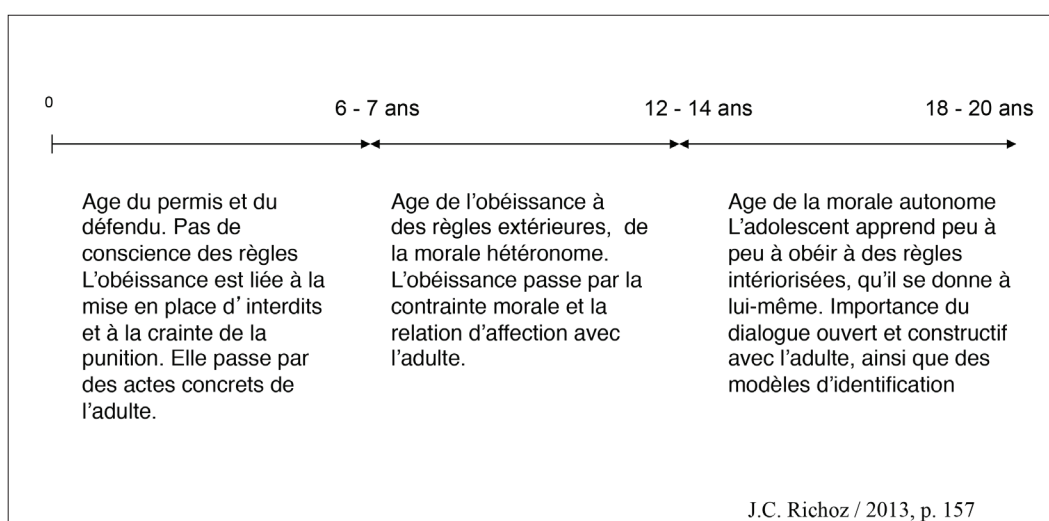 0
6 - 7 ans
12 - 14 ans
18 - 20 ans
Age du permis et du
défendu. Pas de
conscience des règles
L'obéissance est liée à la
mise en place d' interdits
et à la crainte de la
punition. Elle passe par
des actes concrets de
l'adulte.
Age de l'obéissance à
des règles extérieures, de
la morale hétéronome.
L'obéissance passe par la
contrainte morale et la
relation d'affection avec
l'adulte.
Age de la morale autonome
L'adolescent apprend peu à
peu à obéir à des règles
intériorisées, qu'il se donne à
lui-même. Importance du
dialogue ouvert et constructif
avec l'adulte, ainsi que des
modèles d'identification
J.C. Richoz / 2013, p. 157